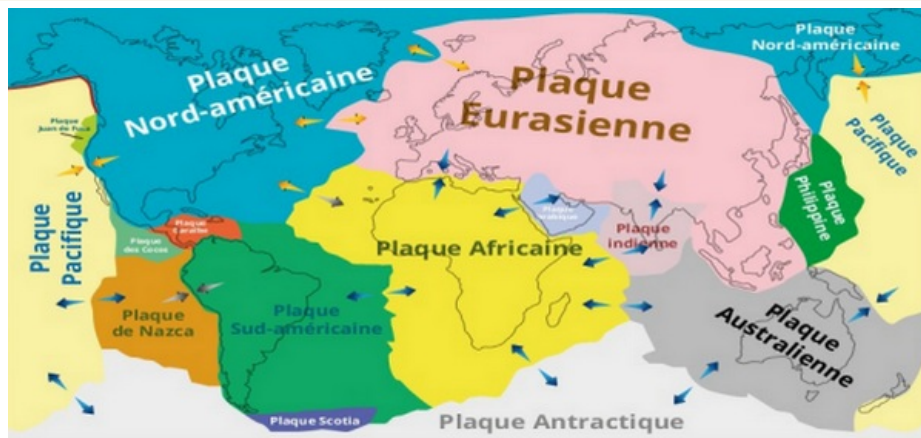 Plaque
Nord-américaine
Plaque
Eurasienne
Plaque
Nord-américaine
Plaque
Juan de Fuca
Plaque
Pacifique
Plaque
Pacifique
Plaque
Philippine
Plaque
Caraïbe
Plaque
des Cocos
Plaque
Arabique
Plaque
indienne
Plaque Africaine
Plaque
de Nazca
Plaque
Sud-américaine
Plaque
Australienne
Plaque Scotia
Plaque Antractique